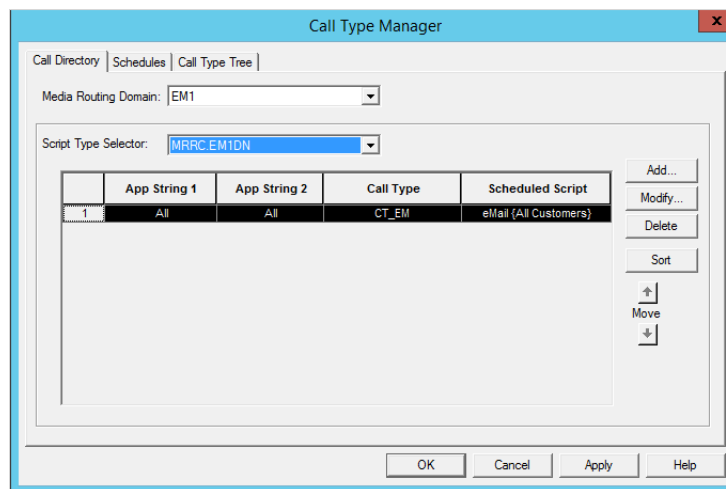 Call Type Manager
x
Call Directory Schedules Call Type Tree
Media Routing Domain: EM1
Script Type Selector: MRRC.EM1DN
App String 1 App String 2 Call Type Scheduled Script
1 All All CT_EM eMail {All Customers}
Add...
Modify...
Delete
Sort
Move
OK Cancel Apply Help